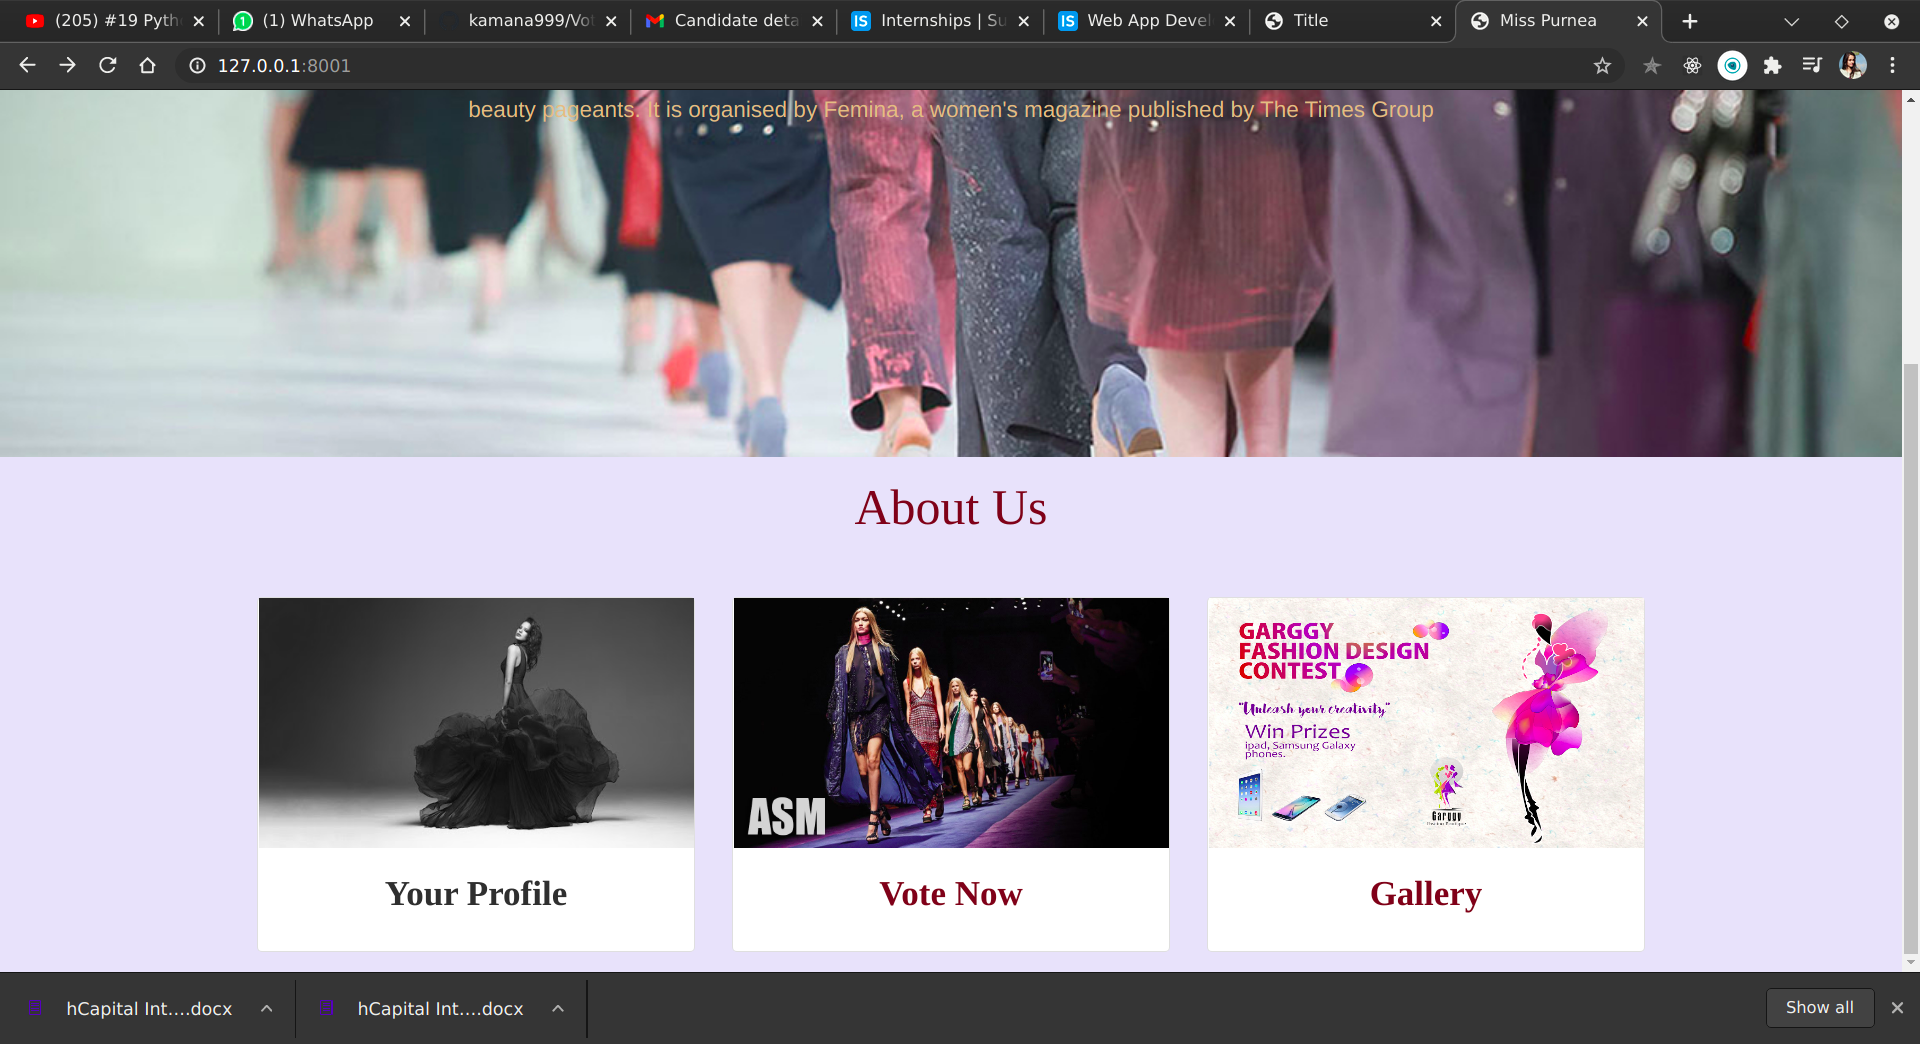 (205) #19 Pyth
(1) WhatsApp
kamana999/Vot
Candidate deta
Internships | Su
Web App Devel
Title
Miss Purnea
127.0.0.1:8001
beauty pageants. It is organised by Femina, a women's magazine published by The Times Group
About Us
ASM
GARGGY
FASHION DESIGN
CONTEST
"Unleash your creativity"
Win Prizes
ipad, Samsung Galaxy
phones.
Garggy
Your Profile
Vote Now
Gallery
hCapital Int....docx
hCapital Int....docx
Show all